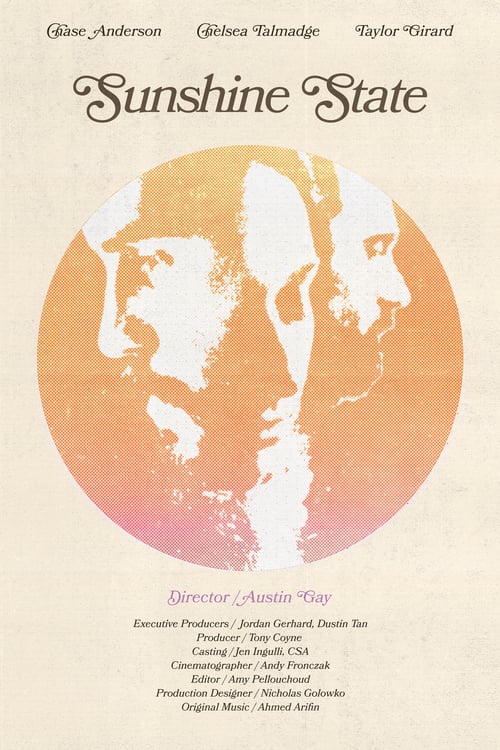 Chase Anderson Chelsea Talmadge Taylor Girard
Sunshine State
Director / Austin Gay
Executive Producers / Jordan Gerhard, Dustin Tan
Producer / Tony Coyne
Casting / Jen Ingulli, CSA
Cinematographer / Andy Fronczak
Editor / Amy Pellouchoud
Production Designer / Nicholas Golowko
Original Music / Ahmed Arifin